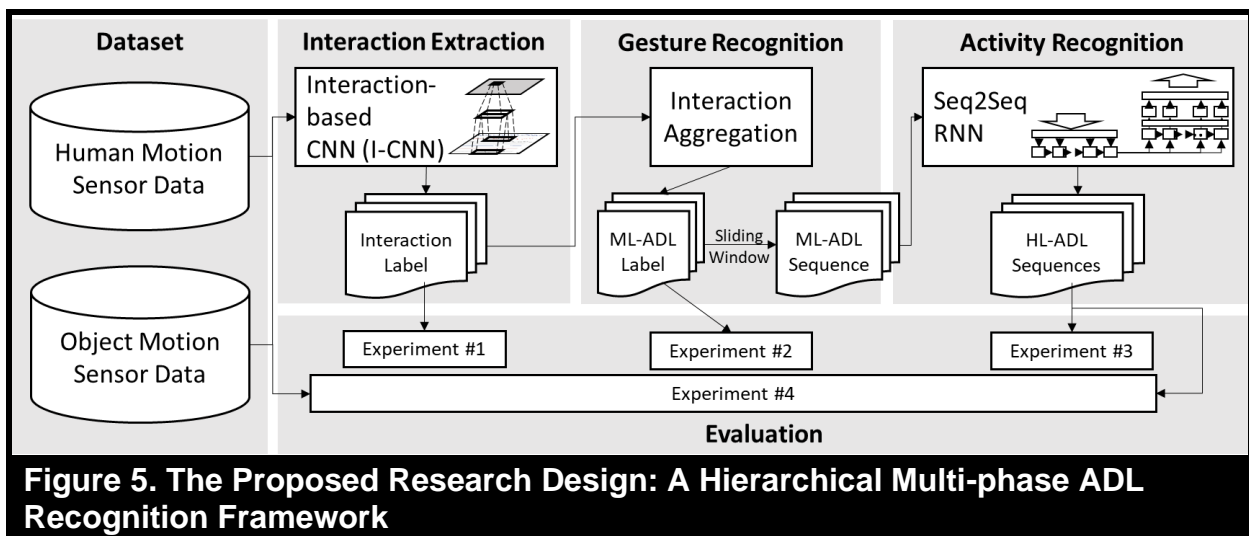 Dataset
Human Motion
Sensor Data
Object Motion
Sensor Data
Interaction Extraction
Interaction-
based
CNN (I-CNN)
Interaction
Label
Gesture Recognition
Interaction
Aggregation
ML-ADL
Label
Sliding
Window
ML-ADL
Sequence
Activity Recognition
Seq2Seq
RNN
HL-ADL
Sequences
Experiment #1
Experiment #2
Experiment #3
Experiment #4
Evaluation
Figure 5. The Proposed Research Design: A Hierarchical Multi-phase ADL
Recognition Framework